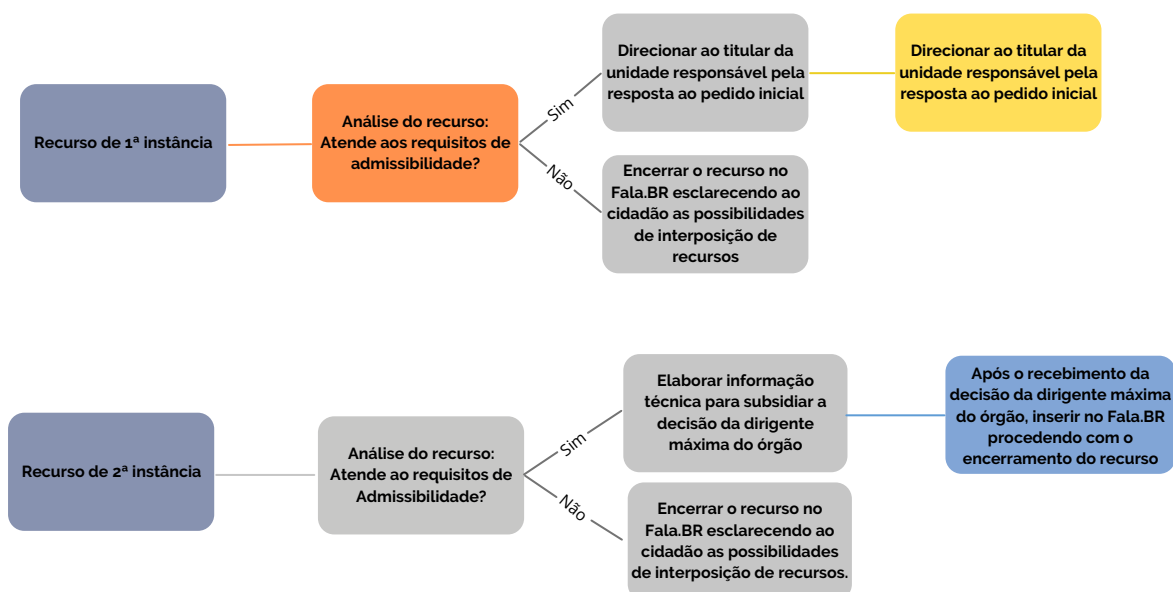 Recurso de 1ª instância
Análise do recurso:
Atende aos requisitos de
admissibilidade?
Sim
Não
Direcionar ao titular da
unidade responsável pela
resposta ao pedido inicial
Direcionar ao titular da
unidade responsável pela
resposta ao pedido inicial
Encerrar o recurso no
Fala.BR esclarecendo ao
cidadão as possibilidades
de interposição de
recursos
Recurso de 2ª instância
Análise do recurso:
Atende ao requisitos de
Admissibilidade?
Sim
Não
Elaborar informação
técnica para subsidiar a
decisão da dirigente
máxima do órgão
Após o recebimento da
decisão da dirigente máxima
do órgão, inserir no Fala.BR
procedendo com o
encerramento do recurso
Encerrar o recurso no
Fala.BR esclarecendo ao
cidadão as possibilidades
de interposição de recursos.